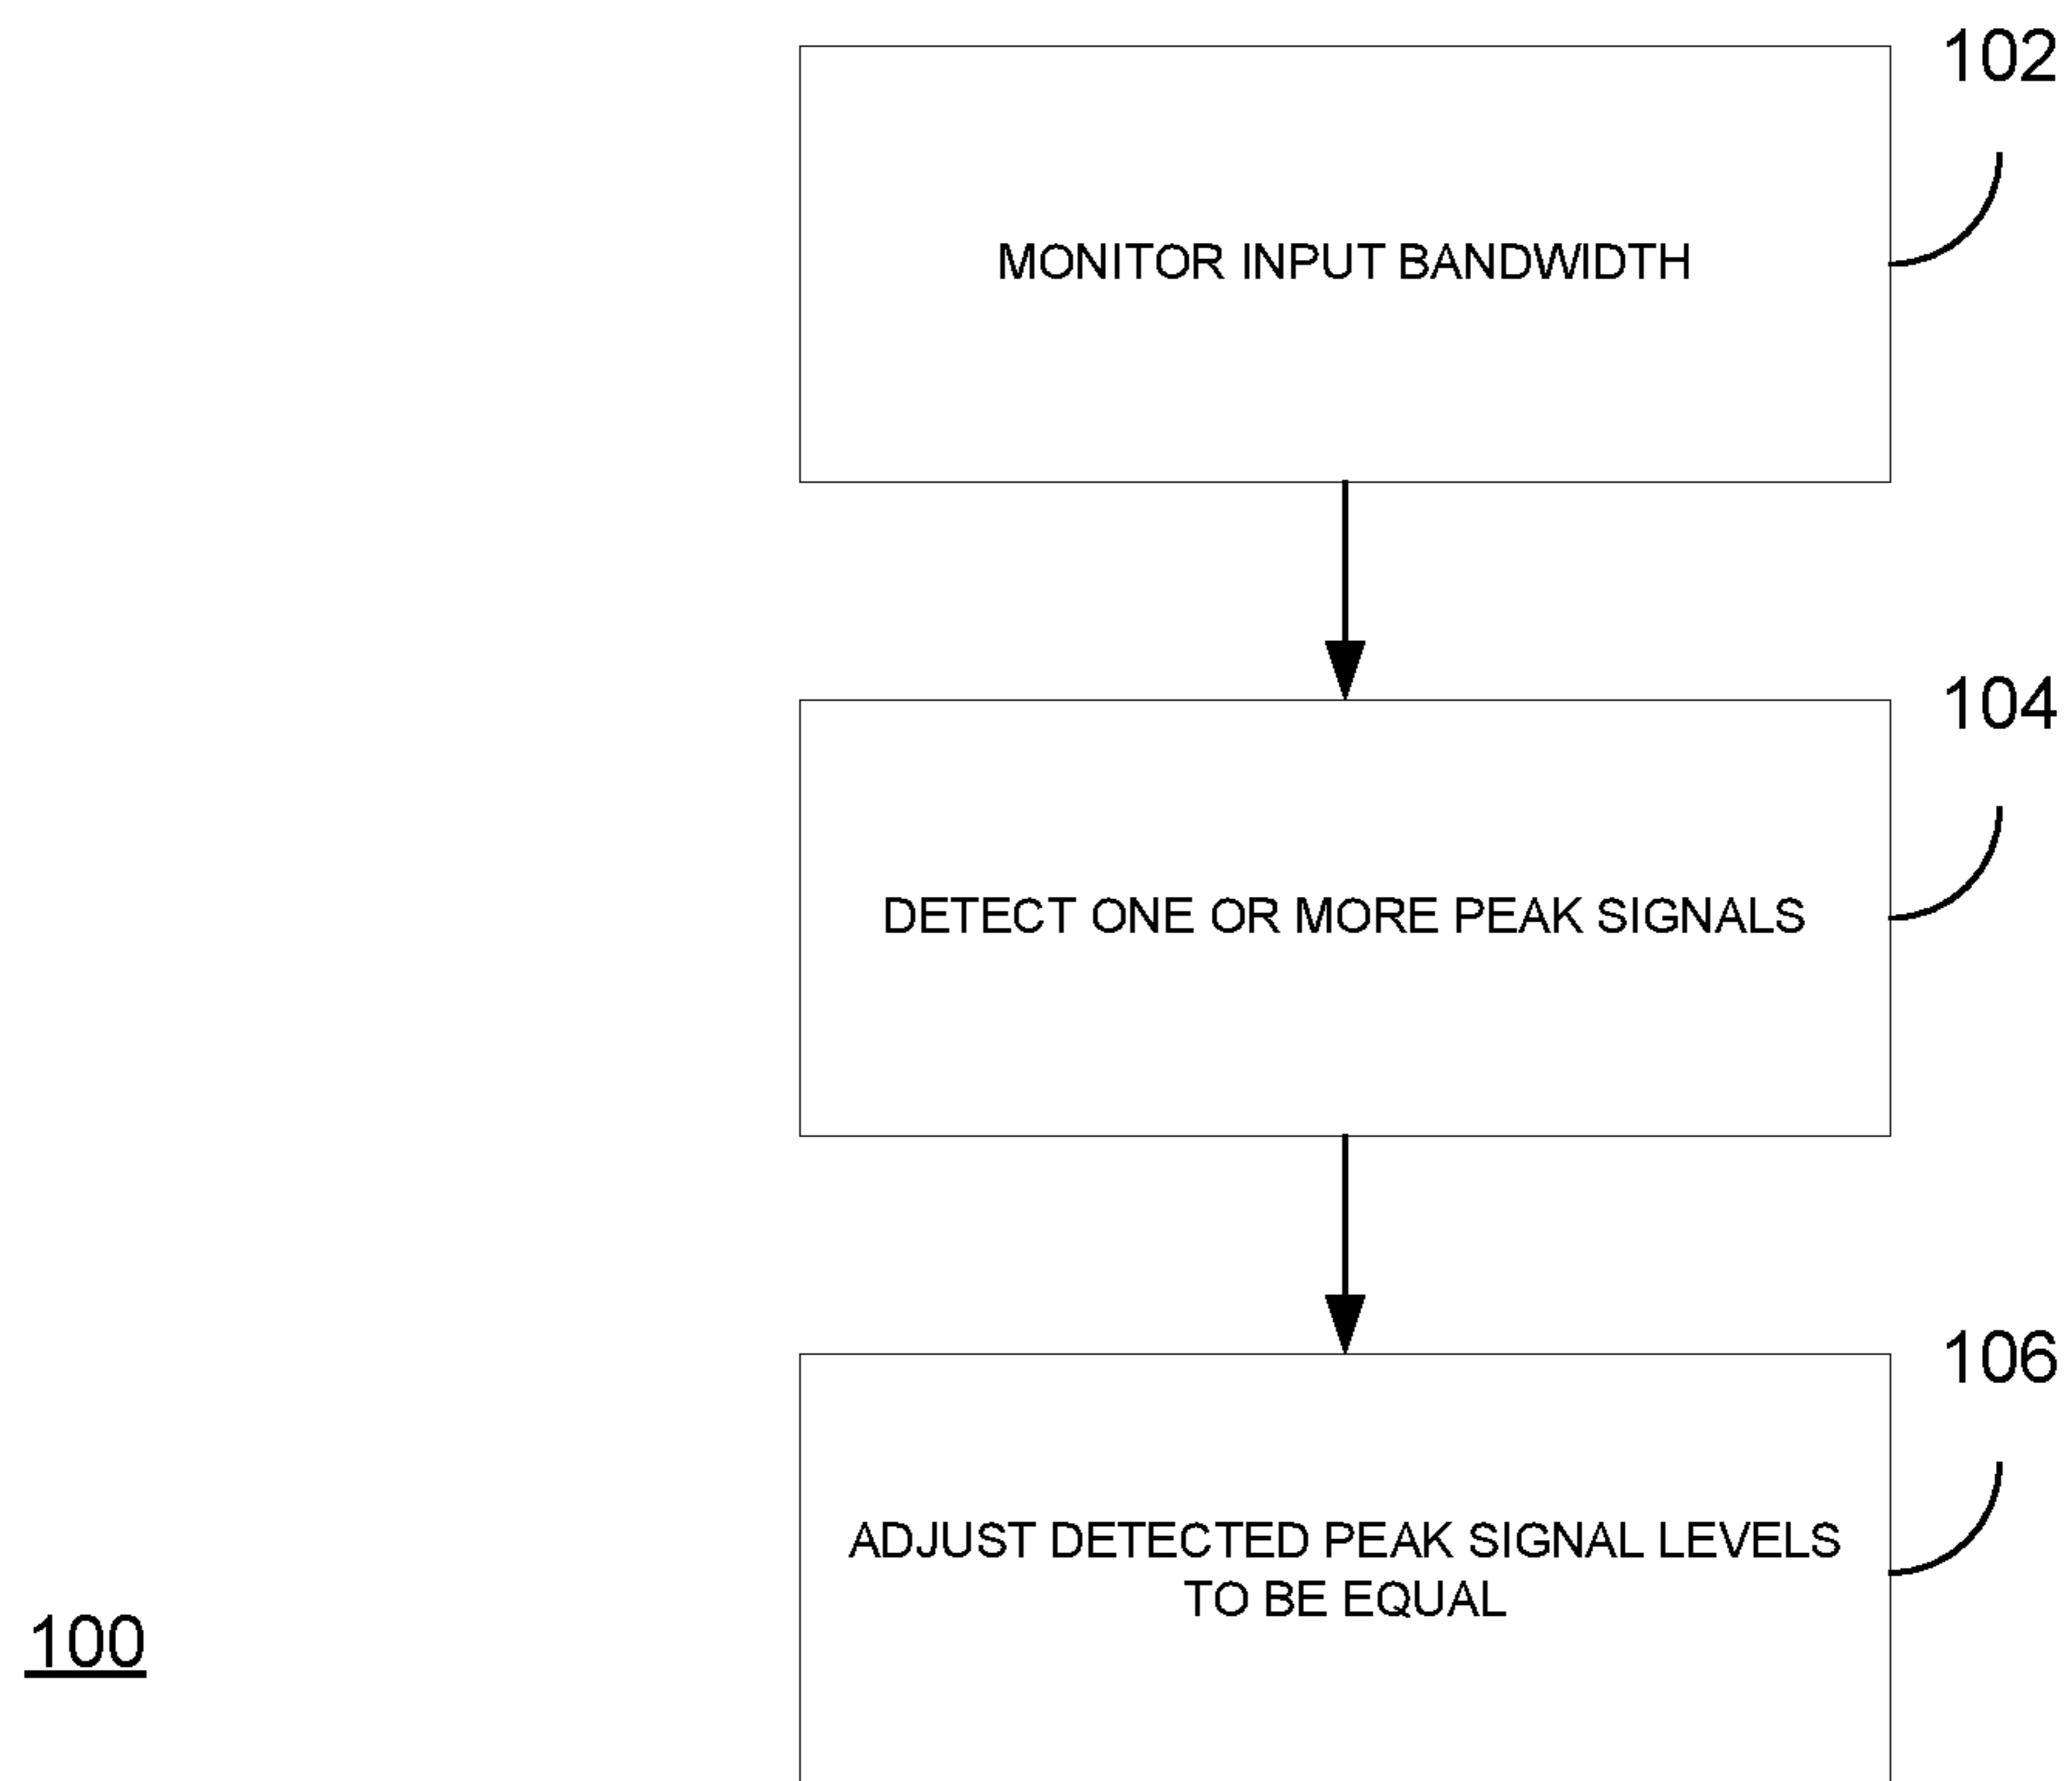 102
MONITOR INPUT BANDWIDTH
104
DETECT ONE OR MORE PEAK SIGNALS
106
ADJUST DETECTED PEAK SIGNAL LEVELS
TO BE EQUAL
100